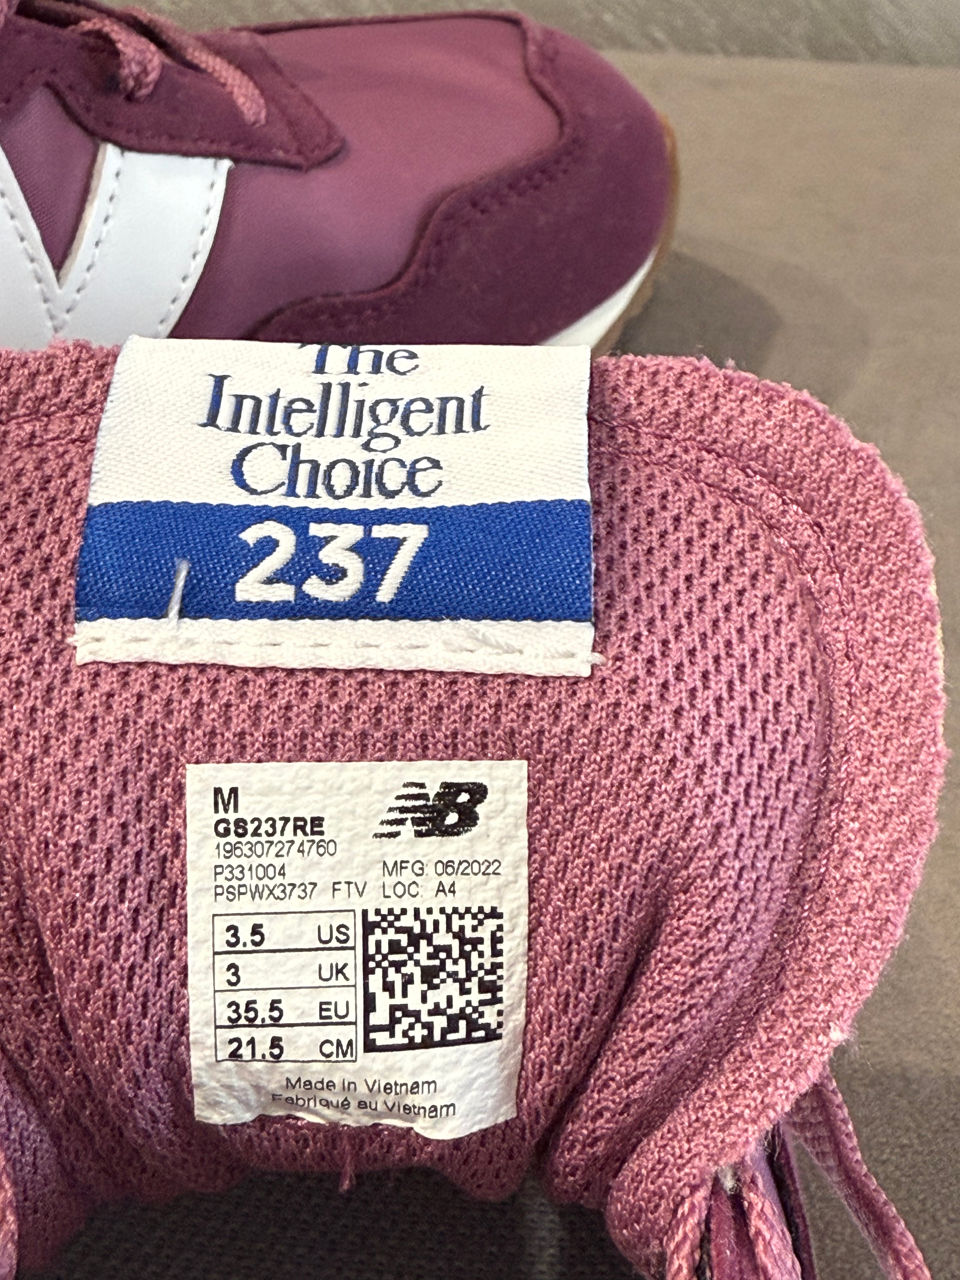 The
Intelligent
Choice
237
M
NB
GS237RE
196307274760
P331004 MFG: 06/2022
PSPWX3737 FTV LOC: A4
3.5 US
3 UK
35.5 EU
21.5 CM
Made in Vietnam
Fabriqué au Vietnam